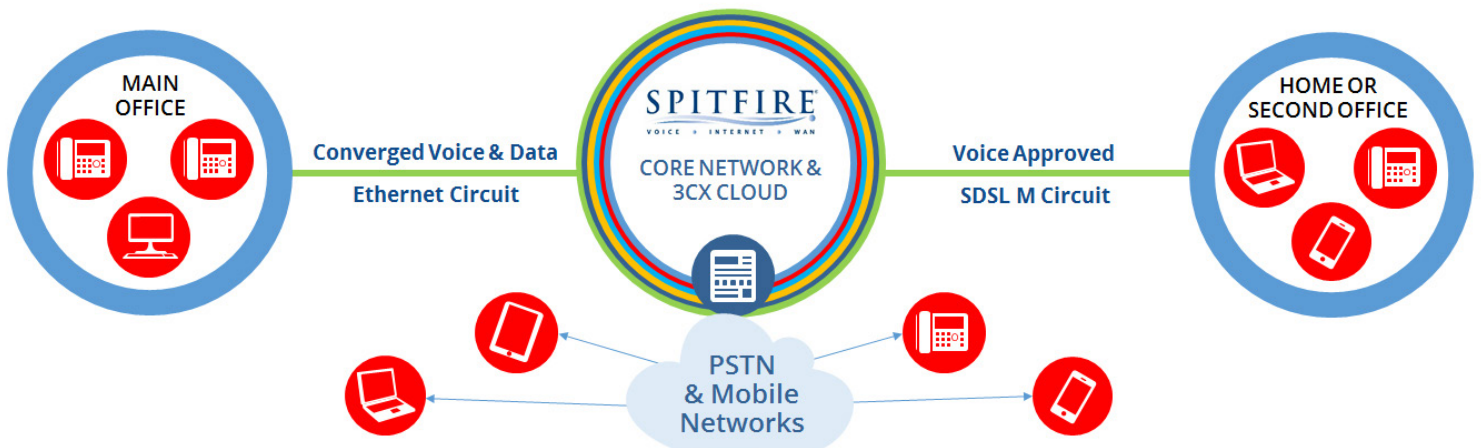 MAIN
OFFICE
Converged Voice & Data
Ethernet Circuit
SPITFIRE
VOICE INTERNET WAN
CORE NETWORK &
3CX CLOUD
Voice Approved
SDSL M Circuit
HOME OR
SECOND OFFICE
PSTN
& Mobile
Networks